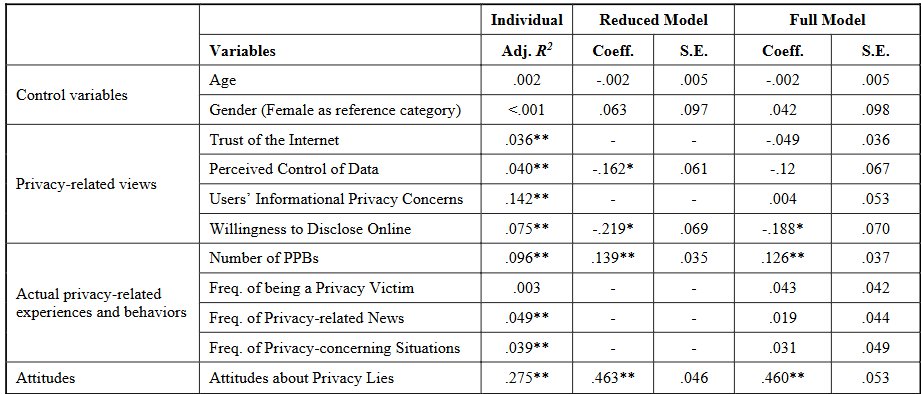 Individual Reduced Model Full Model
Variables Adj. R2 Coeff. S.E. Coeff. S.E.
Control variables
Age .002 -.002 .005 -.002 .005
Gender (Female as reference category) <.001 .063 .097 .042 .098
Privacy-related views
Trust of the Internet .036** - - -.049 .036
Perceived Control of Data .040** -.162* .061 -.12 .067
Users’ Informational Privacy Concerns .142** - - .004 .053
Willingness to Disclose Online .075** -.219* .069 -.188* .070
Actual privacy-related
experiences and behaviors
Number of PPBs .096** .139** .035 .126** .037
Freq. of being a Privacy Victim .003 - - .043 .042
Freq. of Privacy-related News .049** - - .019 .044
Freq. of Privacy-concerning Situations .039** - - .031 .049
Attitudes Attitudes about Privacy Lies .275** .463** .046 .460** .053